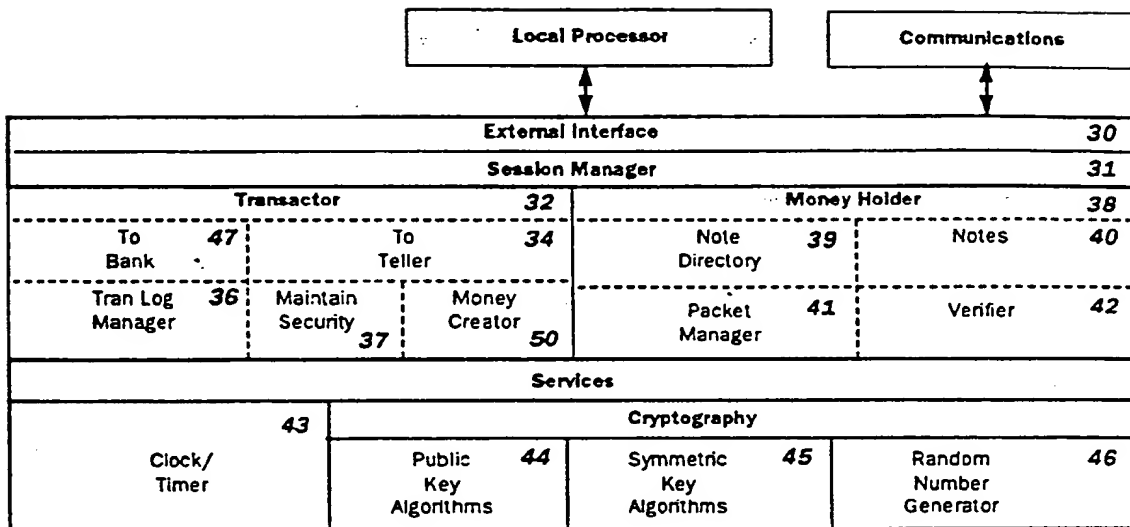 Local Processor
Communications
External Interface 30
Session Manager 31
Transactor 32
Money Holder 38
To Bank 47
To Teller 34
Note Directory 39
Notes 40
Tran Log Manager 36
Maintain Security 37
Money Creator 50
Packet Manager 41
Verifier 42
Services
43
Cryptography
Clock/
Timer
Public 44
Key
Algorithms
Symmetric 45
Key
Algorithms
Random 46
Number
Generator